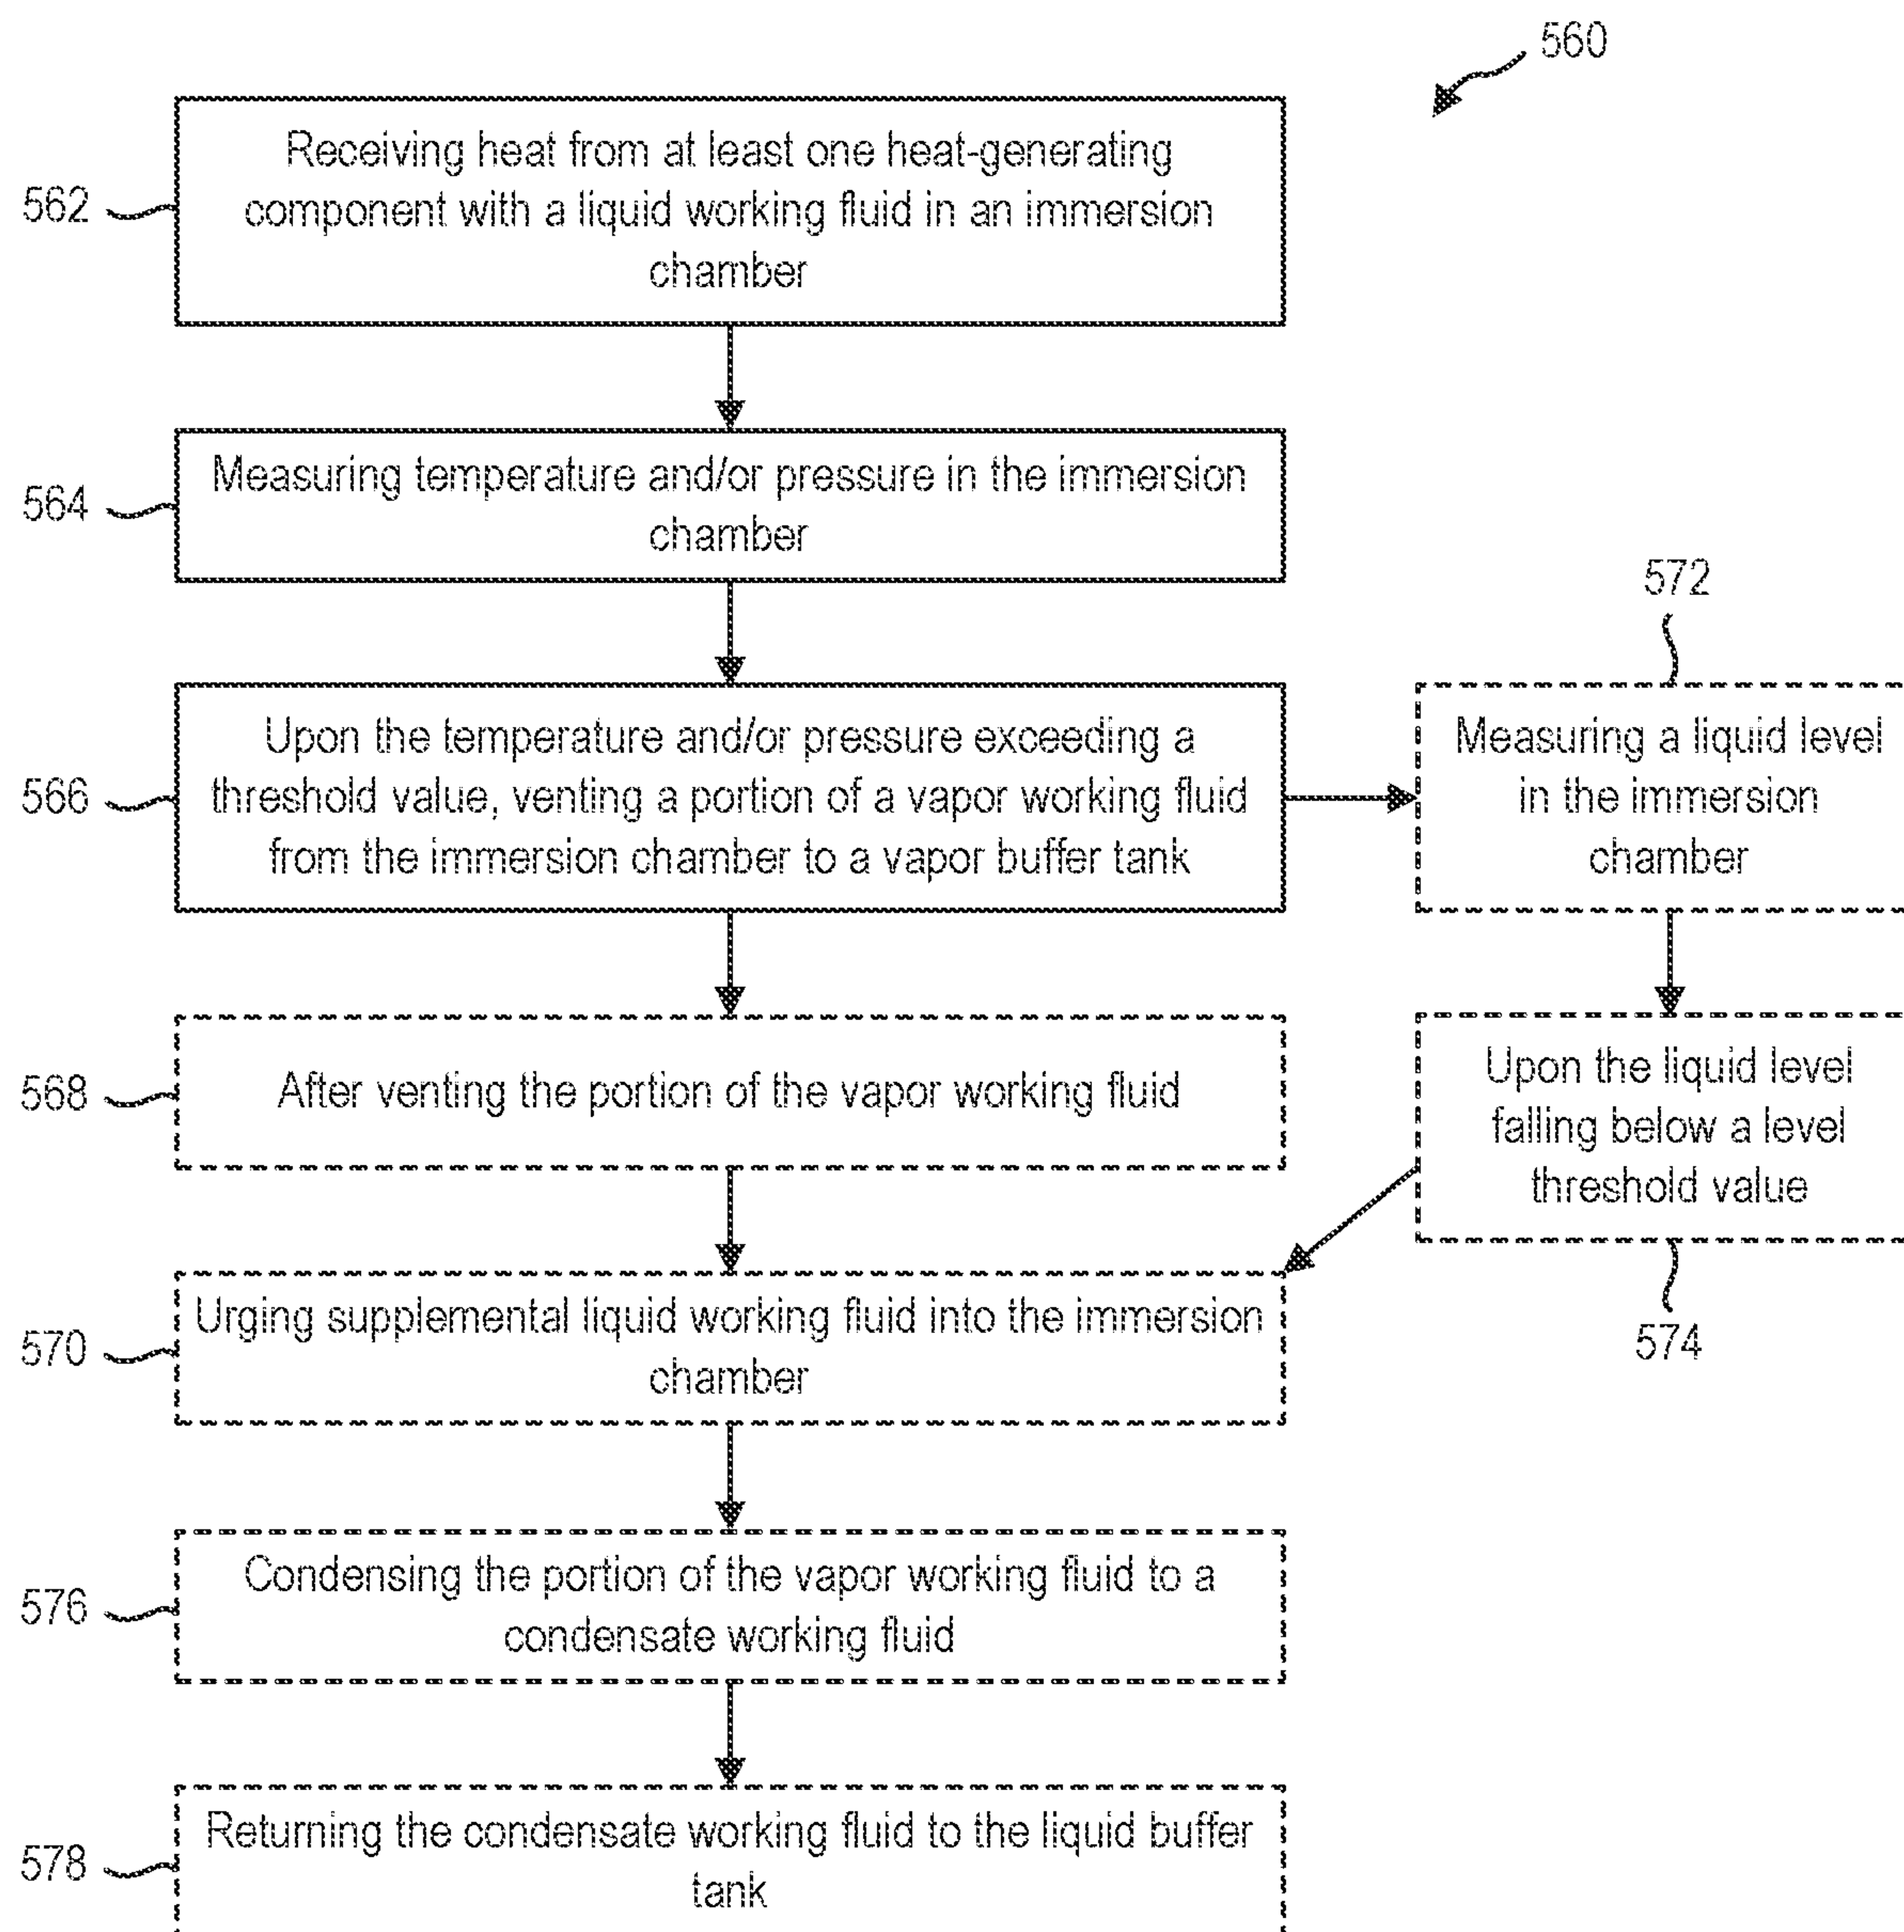 560
562
Receiving heat from at least one heat-generating
component with a liquid working fluid in an immersion
chamber
564
Measuring temperature and/or pressure in the immersion
chamber
566
Upon the temperature and/or pressure exceeding a
threshold value, venting a portion of a vapor working fluid
from the immersion chamber to a vapor buffer tank
572
Measuring a liquid level
in the immersion
chamber
568
After venting the portion of the vapor working fluid
Upon the liquid level
falling below a level
threshold value
574
570
Urging supplemental liquid working fluid into the immersion
chamber
576
Condensing the portion of the vapor working fluid to a
condensate working fluid
578
Returning the condensate working fluid to the liquid buffer
tank